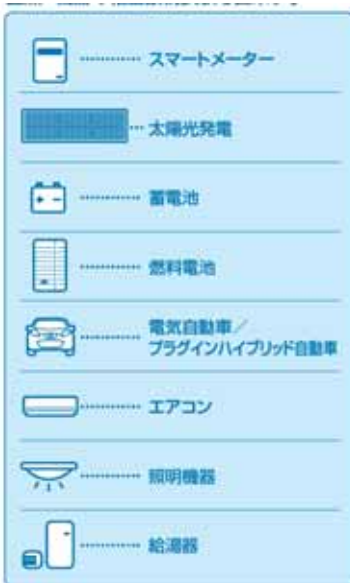 スマートメーター
太陽光発電
蓄電池
燃料電池
電気自動車／
プラグインハイブリッド自動車
エアコン
照明機器
給湯器